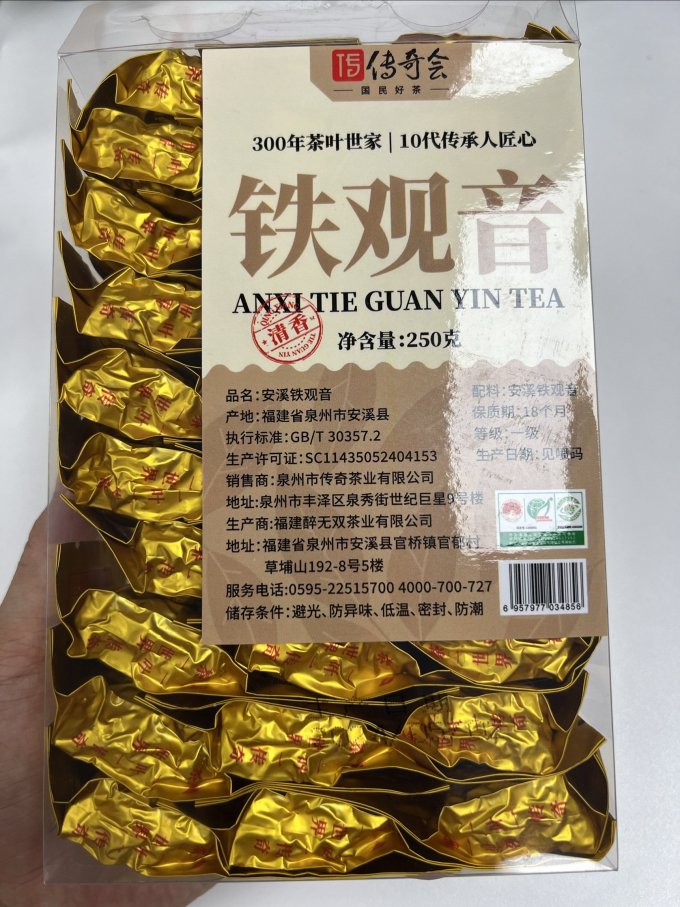 传奇会
国民好茶
300年茶叶世家 | 10代传承人匠心
铁观音
ANXI TIE GUAN YIN TEA
清香
TIE GUAN YIN
净含量:250克
品名:安溪铁观音
配料:安溪铁观音
产地:福建省泉州市安溪县
保质期:18个月
执行标准:GB/T 30357.2
等级:一级
生产许可证:SC11435052404153
生产日期:见喷码
销售商:泉州市传奇茶业有限公司
地址:泉州市丰泽区泉秀街世纪巨星9号楼
生产商:福建醉无双茶业有限公司
地址:福建省泉州市安溪县官桥镇官郁村
草埔山192-8号5楼
服务电话:0595-22515700 4000-700-727
储存条件:避光、防异味、低温、密封、防潮
6 957977 034856